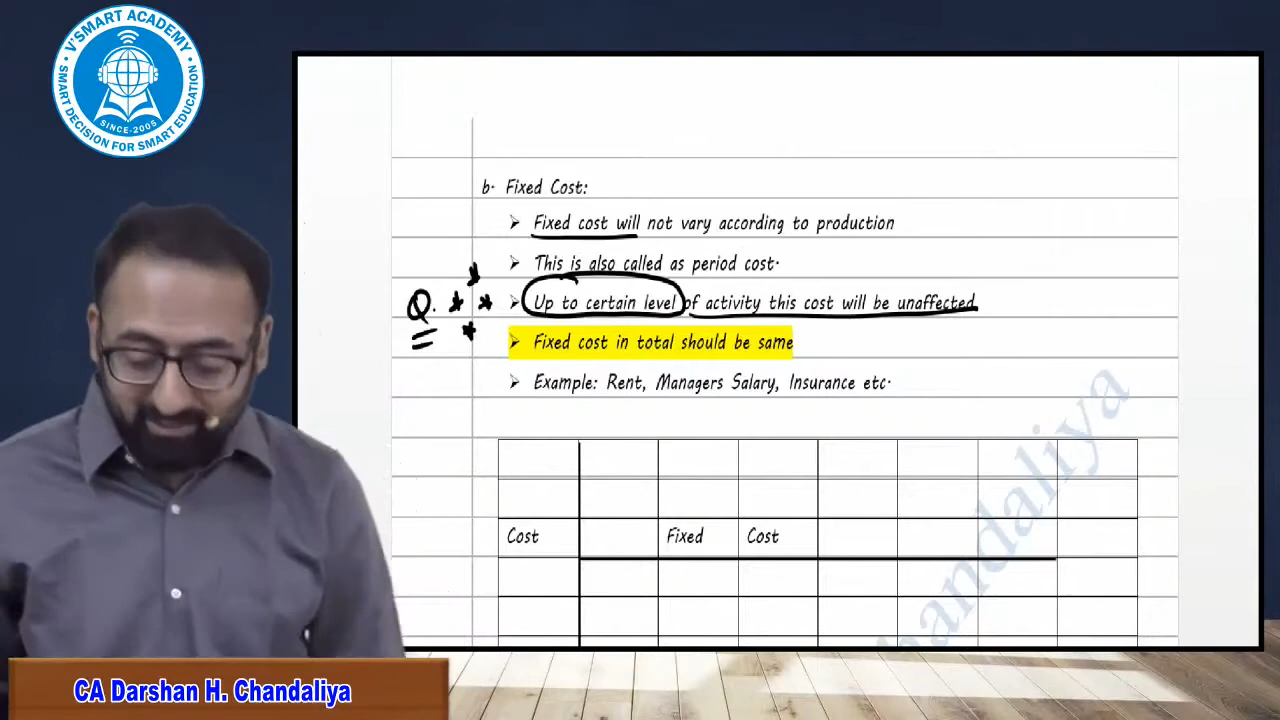 V'SMART ACADEMY
SINCE-2005
SMART DECISION FOR SMART EDUCATION
b. Fixed Cost:
➢ Fixed cost will not vary according to production
➢ This is also called as period cost.
Q. ➢ Up to certain level of activity this cost will be unaffected
➢ Fixed cost in total should be same
➢ Example: Rent, Managers Salary, Insurance etc.
Cost Fixed Cost
CA Darshan H. Chandaliya